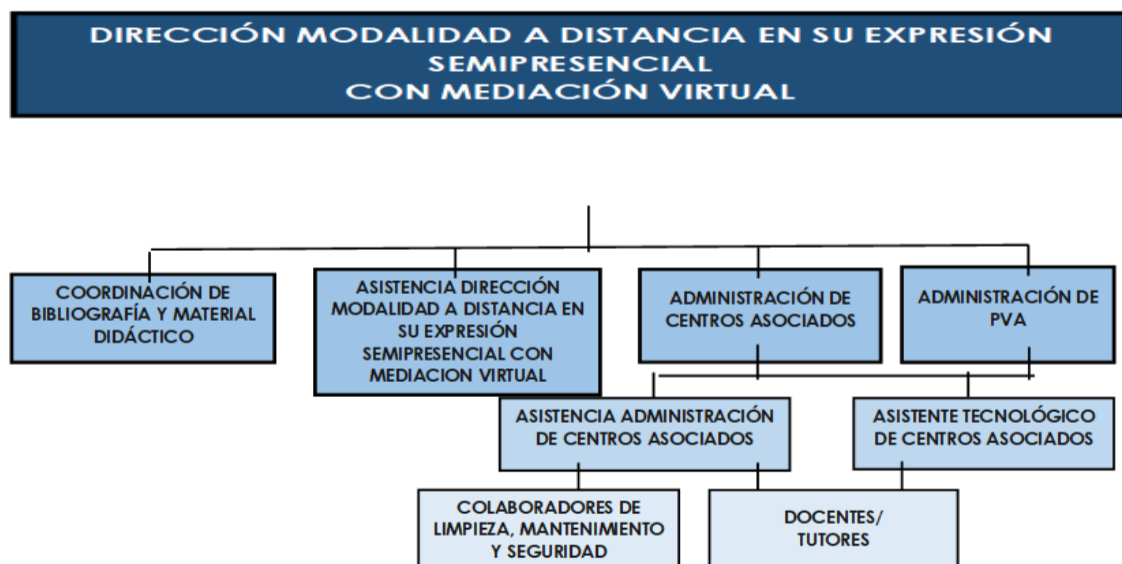 DIRECCIÓN MODALIDAD A DISTANCIA EN SU EXPRESIÓN
SEMIPRESENCIAL
CON MEDIACIÓN VIRTUAL
COORDINACIÓN DE
BIBLIOGRAFÍA Y MATERIAL
DIDÁCTICO
ASISTENCIA DIRECCIÓN
MODALIDAD A DISTANCIA EN
SU EXPRESIÓN
SEMIPRESENCIAL CON
MEDIACION VIRTUAL
ADMINISTRACIÓN DE
CENTROS ASOCIADOS
ADMINISTRACIÓN DE
PVA
ASISTENCIA ADMINISTRACIÓN
DE CENTROS ASOCIADOS
ASISTENTE TECNOLÓGICO
DE CENTROS ASOCIADOS
COLABORADORES DE
LIMPIEZA, MANTENIMIENTO
Y SEGURIDAD
DOCENTES/
TUTORES